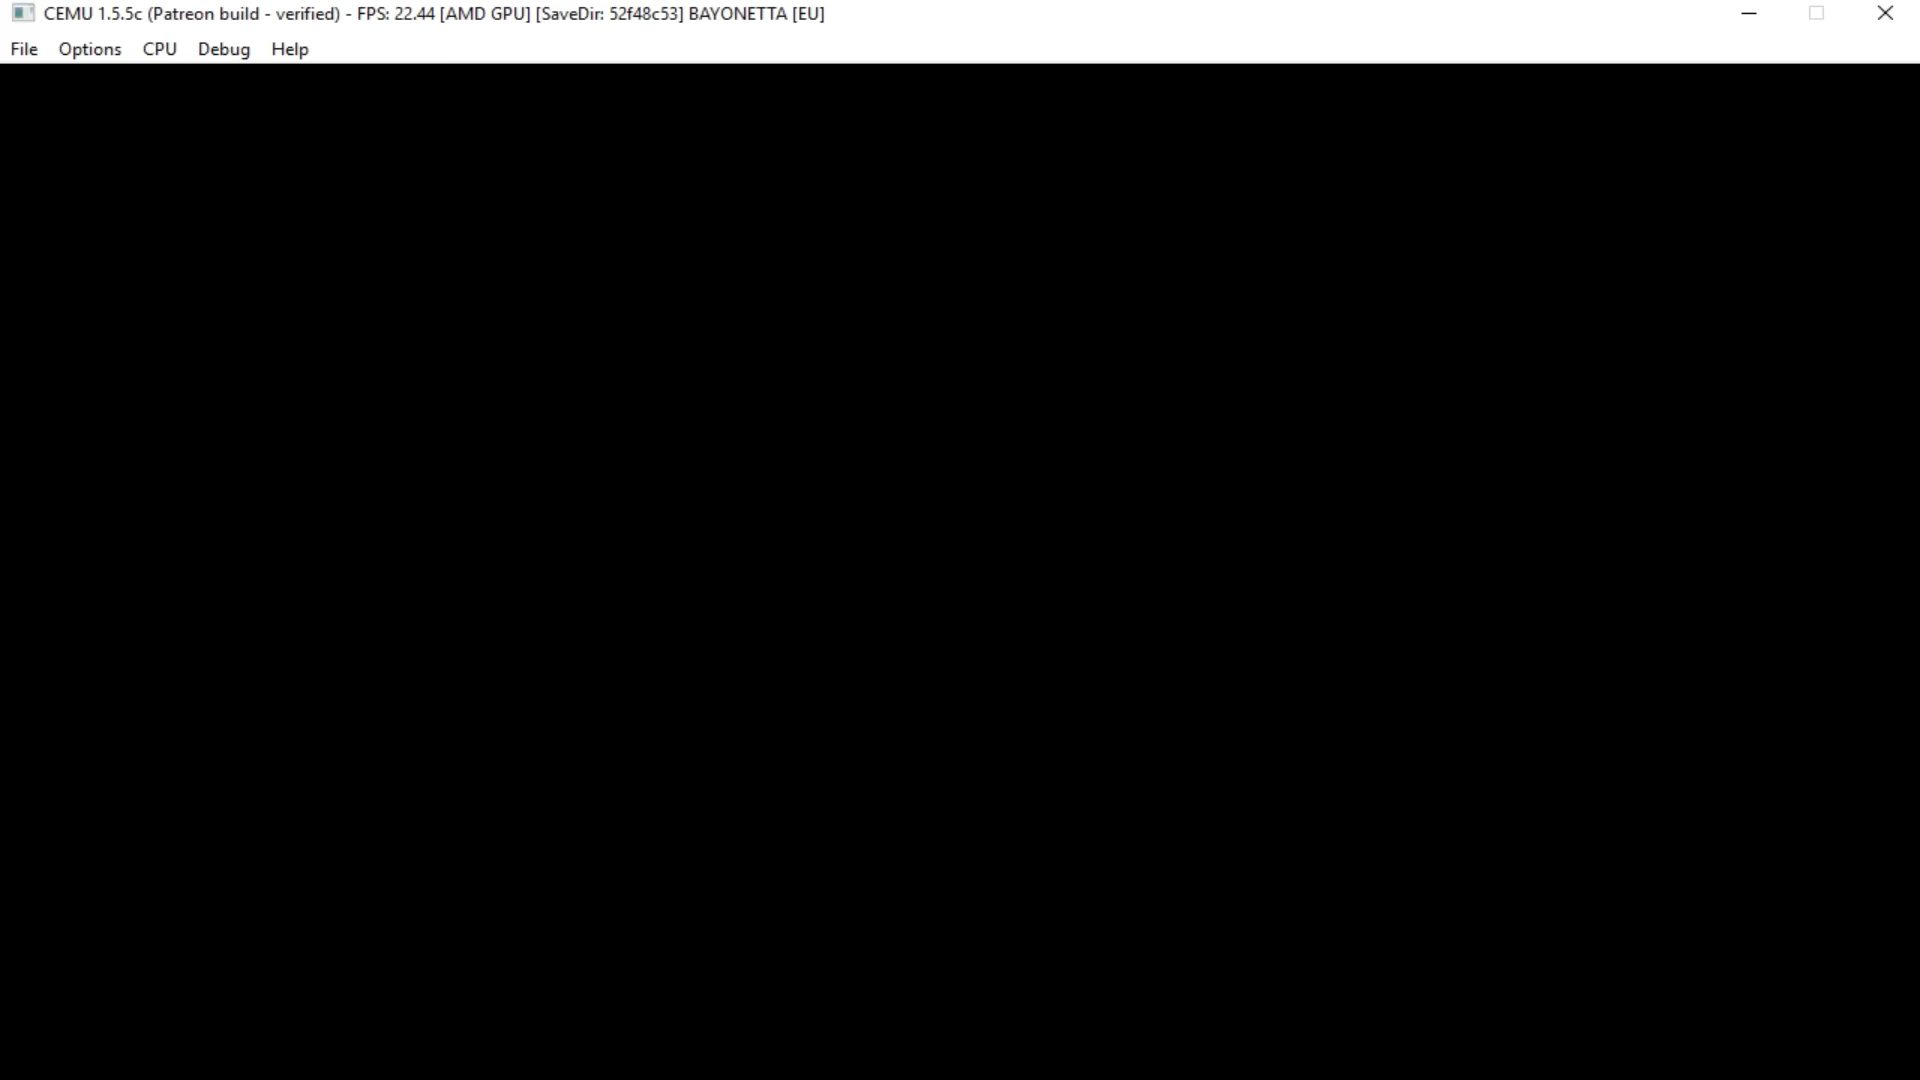 CEMU 1.5.5c (Patreon build - verified) - FPS: 22.44 [AMD GPU] [SaveDir: 52f48c53] BAYONETTA [EU]
File Options CPU Debug Help